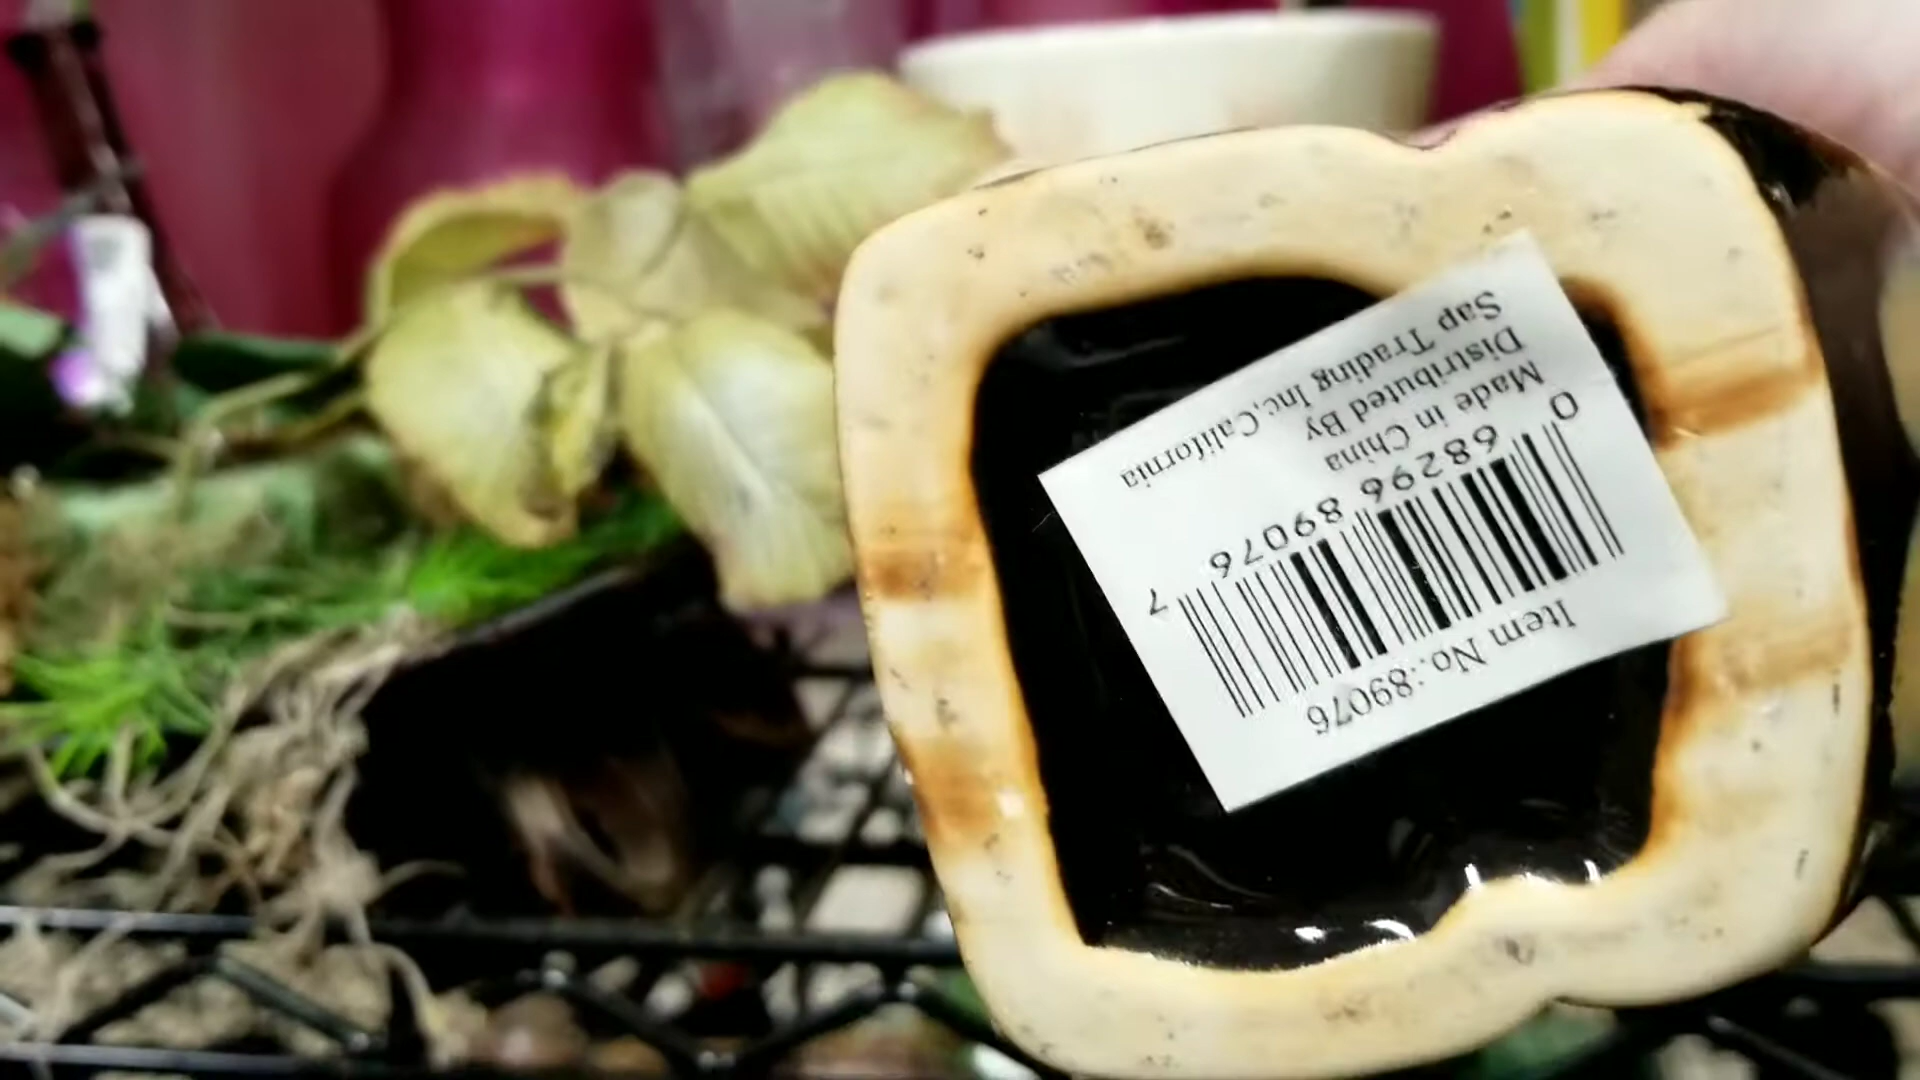 Item No.:89076
0 68296 89076 7
Made in China
Distributed By
Sap Trading Inc,California